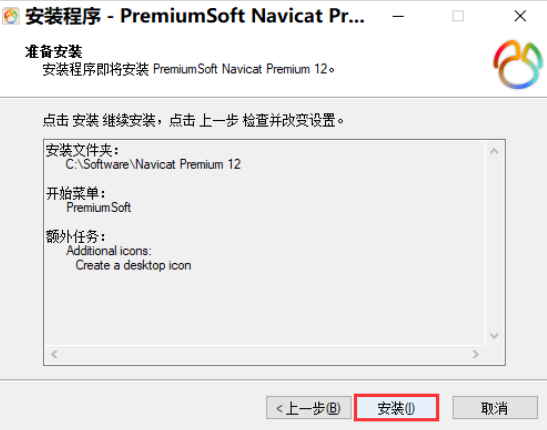 安装程序 - PremiumSoft Navicat Pr...
准备安装
安装程序即将安装 PremiumSoft Navicat Premium 12。
点击 安装 继续安装，点击 上一步 检查并改变设置。
安装文件夹：
C:\Software\Navicat Premium 12
开始菜单：
PremiumSoft
额外任务：
Additional icons:
Create a desktop icon
<上一步(B) 安装(I) 取消